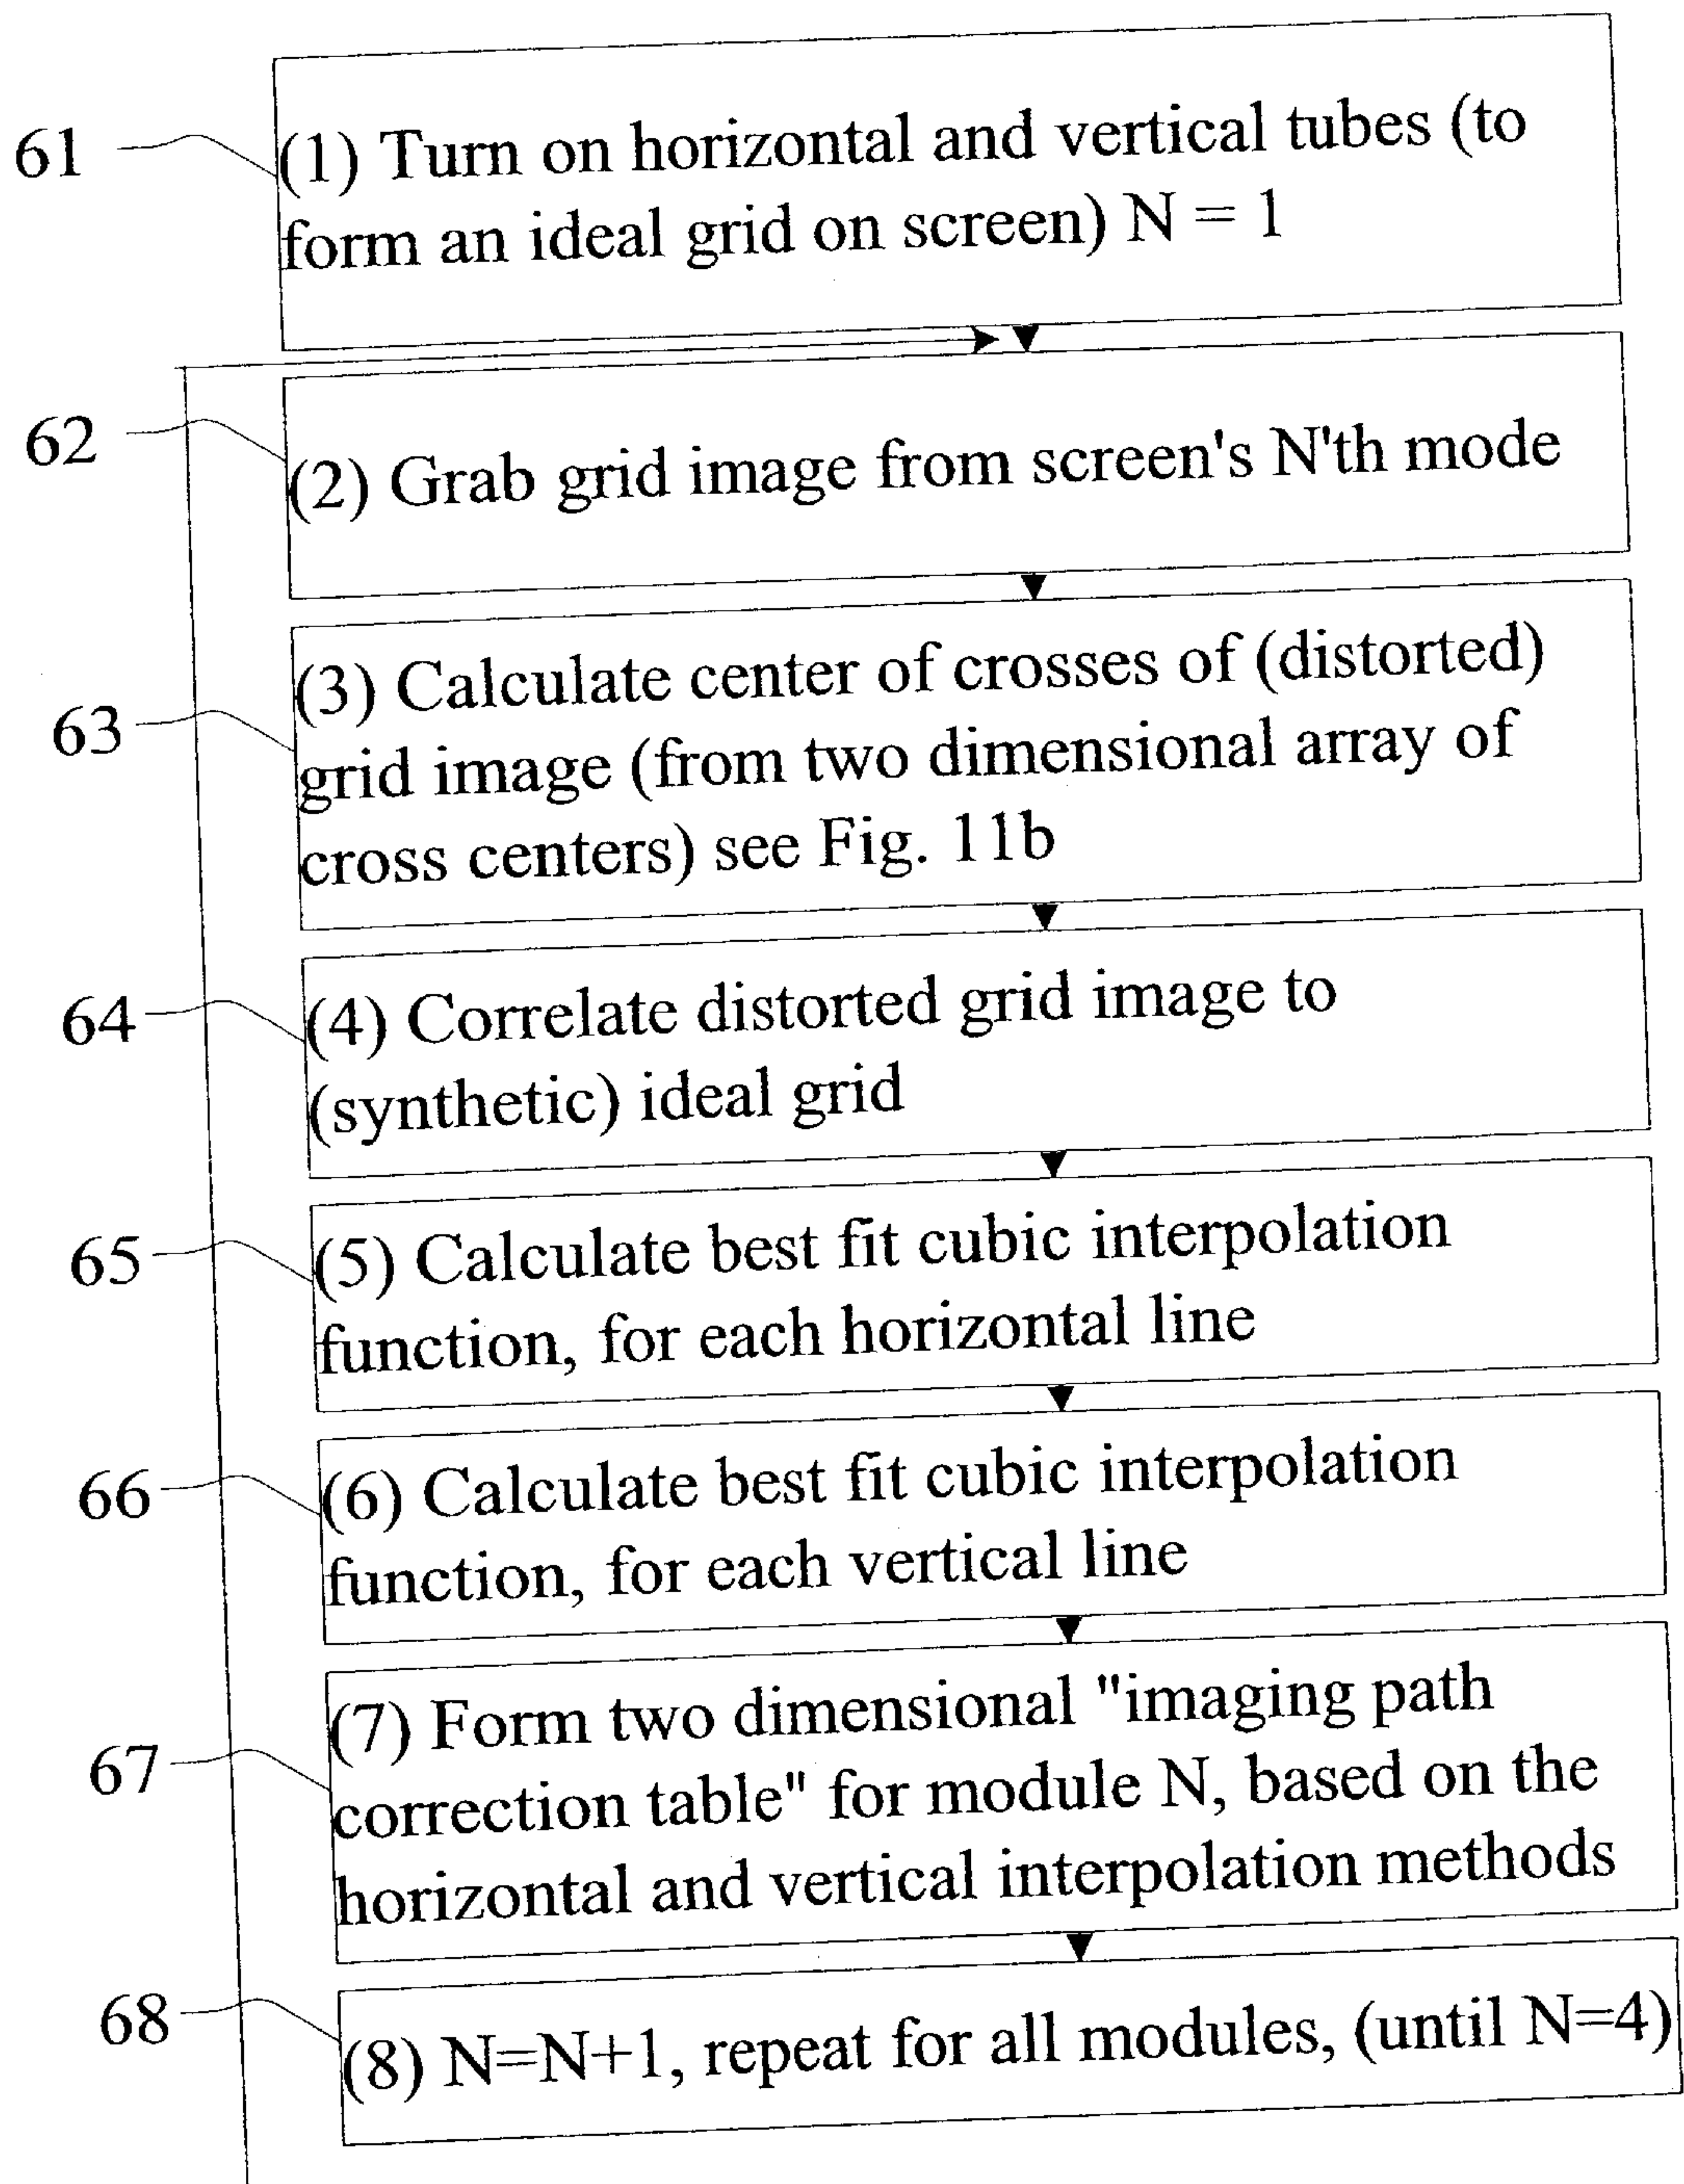 61
(1) Turn on horizontal and vertical tubes (to
form an ideal grid on screen) N = 1
62
(2) Grab grid image from screen's N'th mode
63
(3) Calculate center of crosses of (distorted)
grid image (from two dimensional array of
cross centers) see Fig. 11b
64
(4) Correlate distorted grid image to
(synthetic) ideal grid
65
(5) Calculate best fit cubic interpolation
function, for each horizontal line
66
(6) Calculate best fit cubic interpolation
function, for each vertical line
67
(7) Form two dimensional "imaging path
correction table" for module N, based on the
horizontal and vertical interpolation methods
68
(8) N=N+1, repeat for all modules, (until N=4)